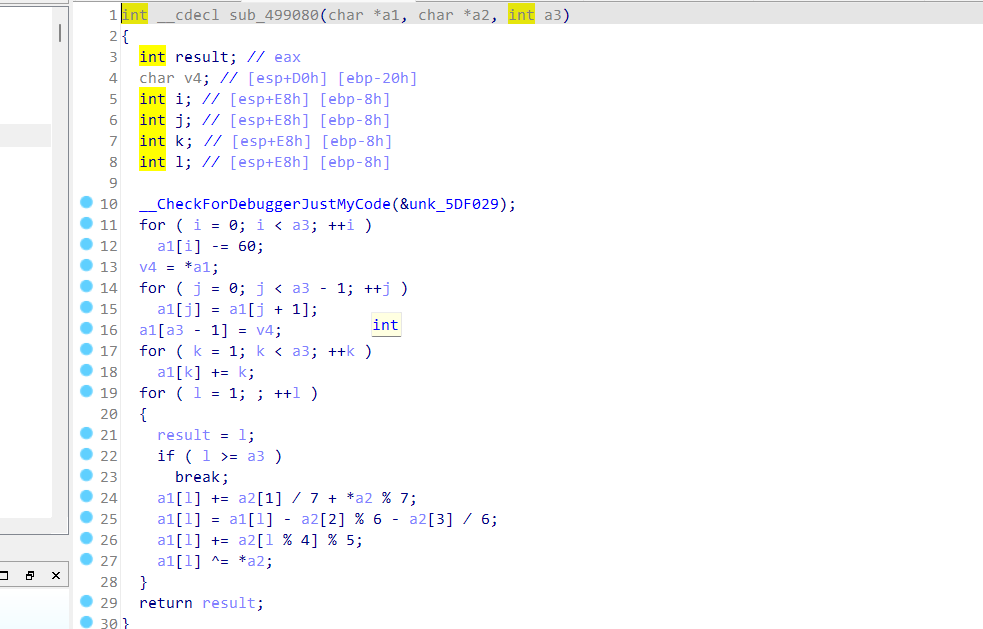 1 int __cdecl sub_499080(char *a1, char *a2, int a3)
2 {
3 int result; // eax
4 char v4; // [esp+D0h] [ebp-20h]
5 int i; // [esp+E8h] [ebp-8h]
6 int j; // [esp+E8h] [ebp-8h]
7 int k; // [esp+E8h] [ebp-8h]
8 int l; // [esp+E8h] [ebp-8h]
9
10 __CheckForDebuggerJustMyCode(&unk_5DF029);
11 for ( i = 0; i < a3; ++i )
12 a1[i] -= 60;
13 v4 = *a1;
14 for ( j = 0; j < a3 - 1; ++j )
15 a1[j] = a1[j + 1];
16 a1[a3 - 1] = v4;
int
17 for ( k = 1; k < a3; ++k )
18 a1[k] += k;
19 for ( l = 1; ; ++l )
20 {
21 result = l;
22 if ( l >= a3 )
23 break;
24 a1[l] += a2[1] / 7 + *a2 % 7;
25 a1[l] = a1[l] - a2[2] % 6 - a2[3] / 6;
26 a1[l] += a2[l % 4] % 5;
27 a1[l] ^= *a2;
28 }
29 return result;
30 }